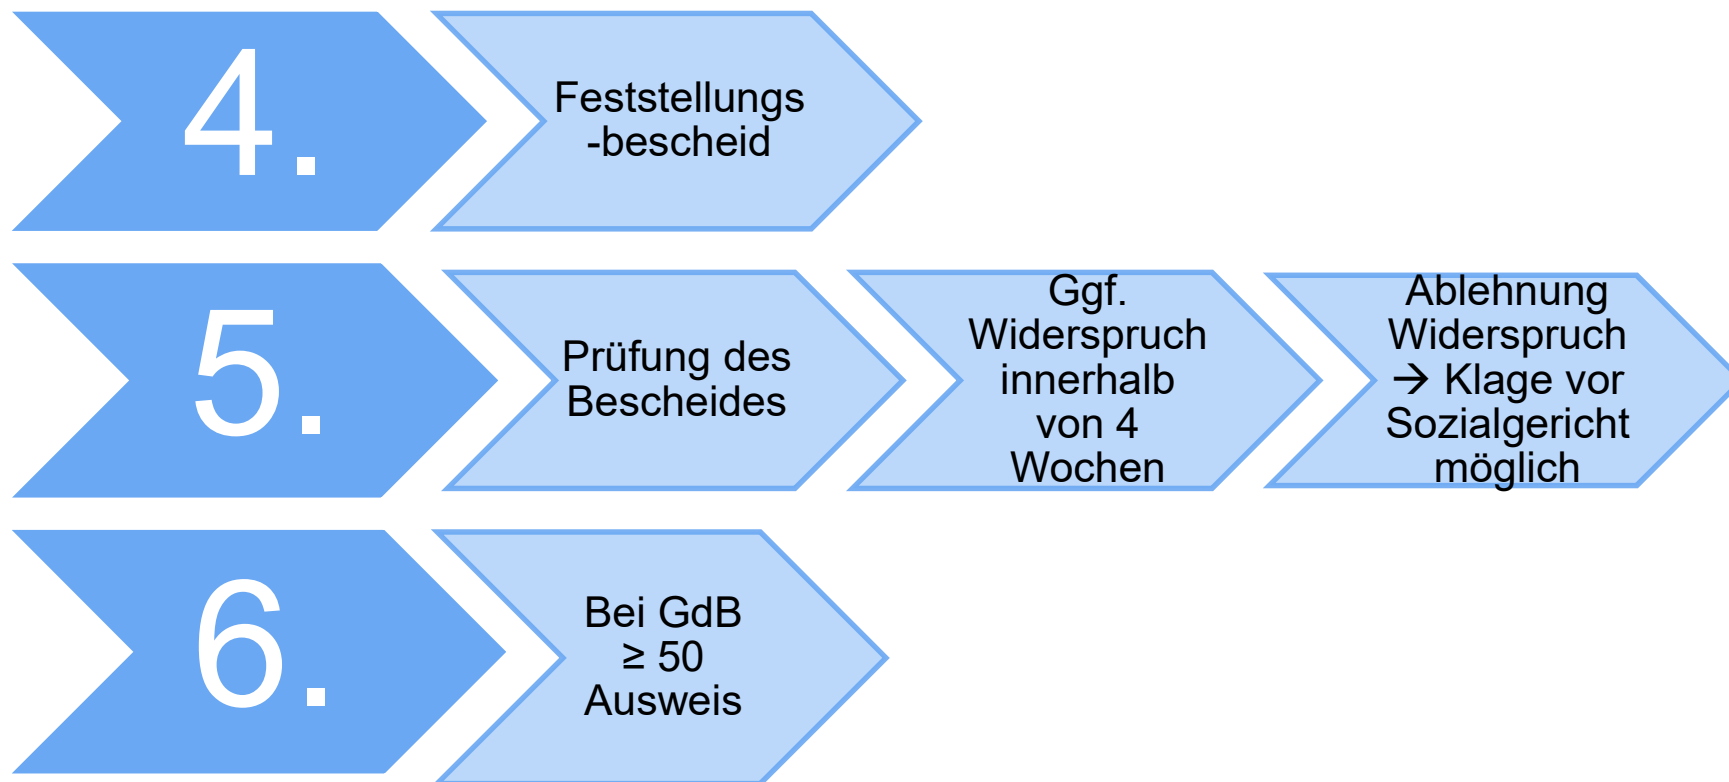 4.
Feststellungs
-bescheid
5.
Prüfung des
Bescheides
Ggf.
Widerspruch
innerhalb
von 4
Wochen
Ablehnung
Widerspruch
→ Klage vor
Sozialgericht
möglich
6.
Bei GdB
≥ 50
Ausweis